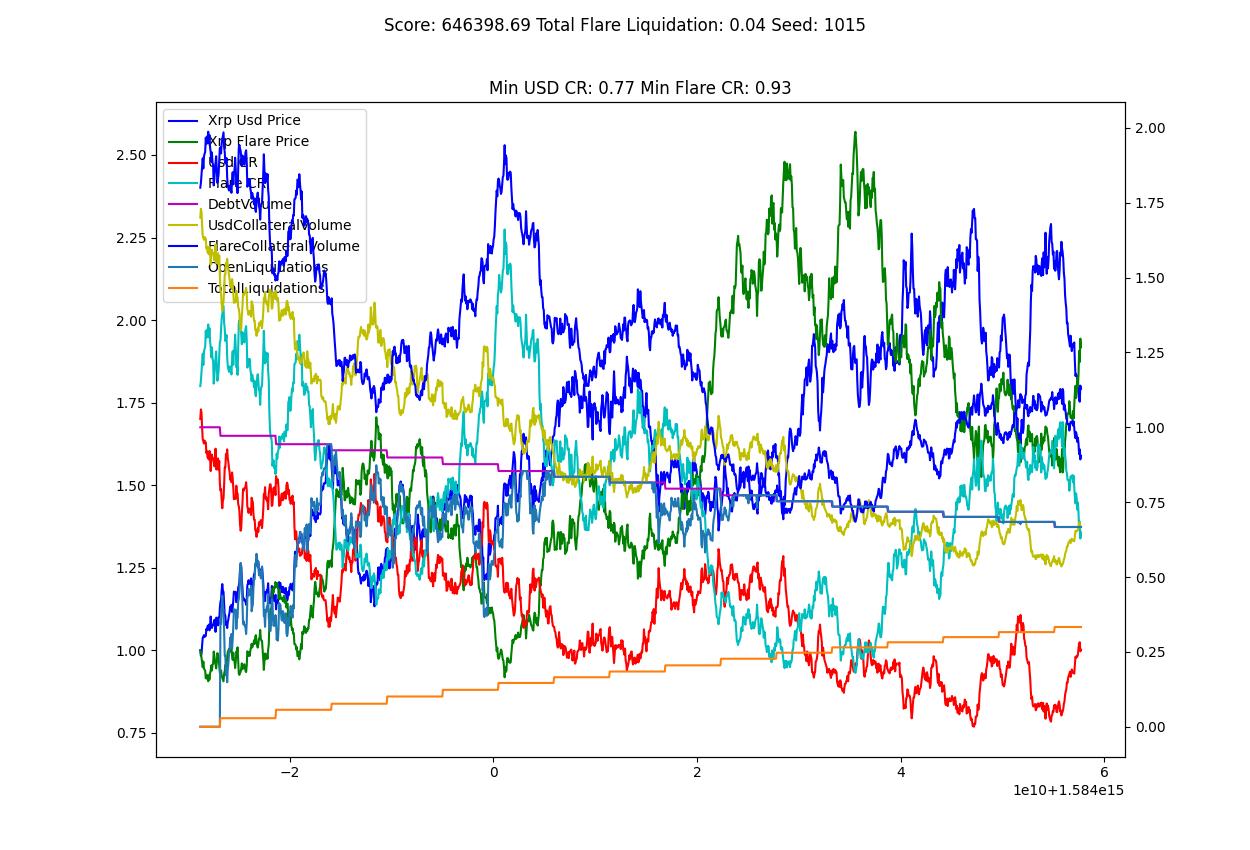 Score: 646398.69 Total Flare Liquidation: 0.04 Seed: 1015
Min USD CR: 0.77 Min Flare CR: 0.93
Xrp Usd Price
Xrp Flare Price
Usd CR
Flare CR
DebtVolume
UsdCollateralVolume
FlareCollateralVolume
OpenLiquidations
TotalLiquidations
2.50
2.25
2.00
1.75
1.50
1.25
1.00
0.75
2.00
1.75
1.50
1.25
1.00
0.75
0.50
0.25
0.00
−2 0 2 4 6
1e10+1.584e15